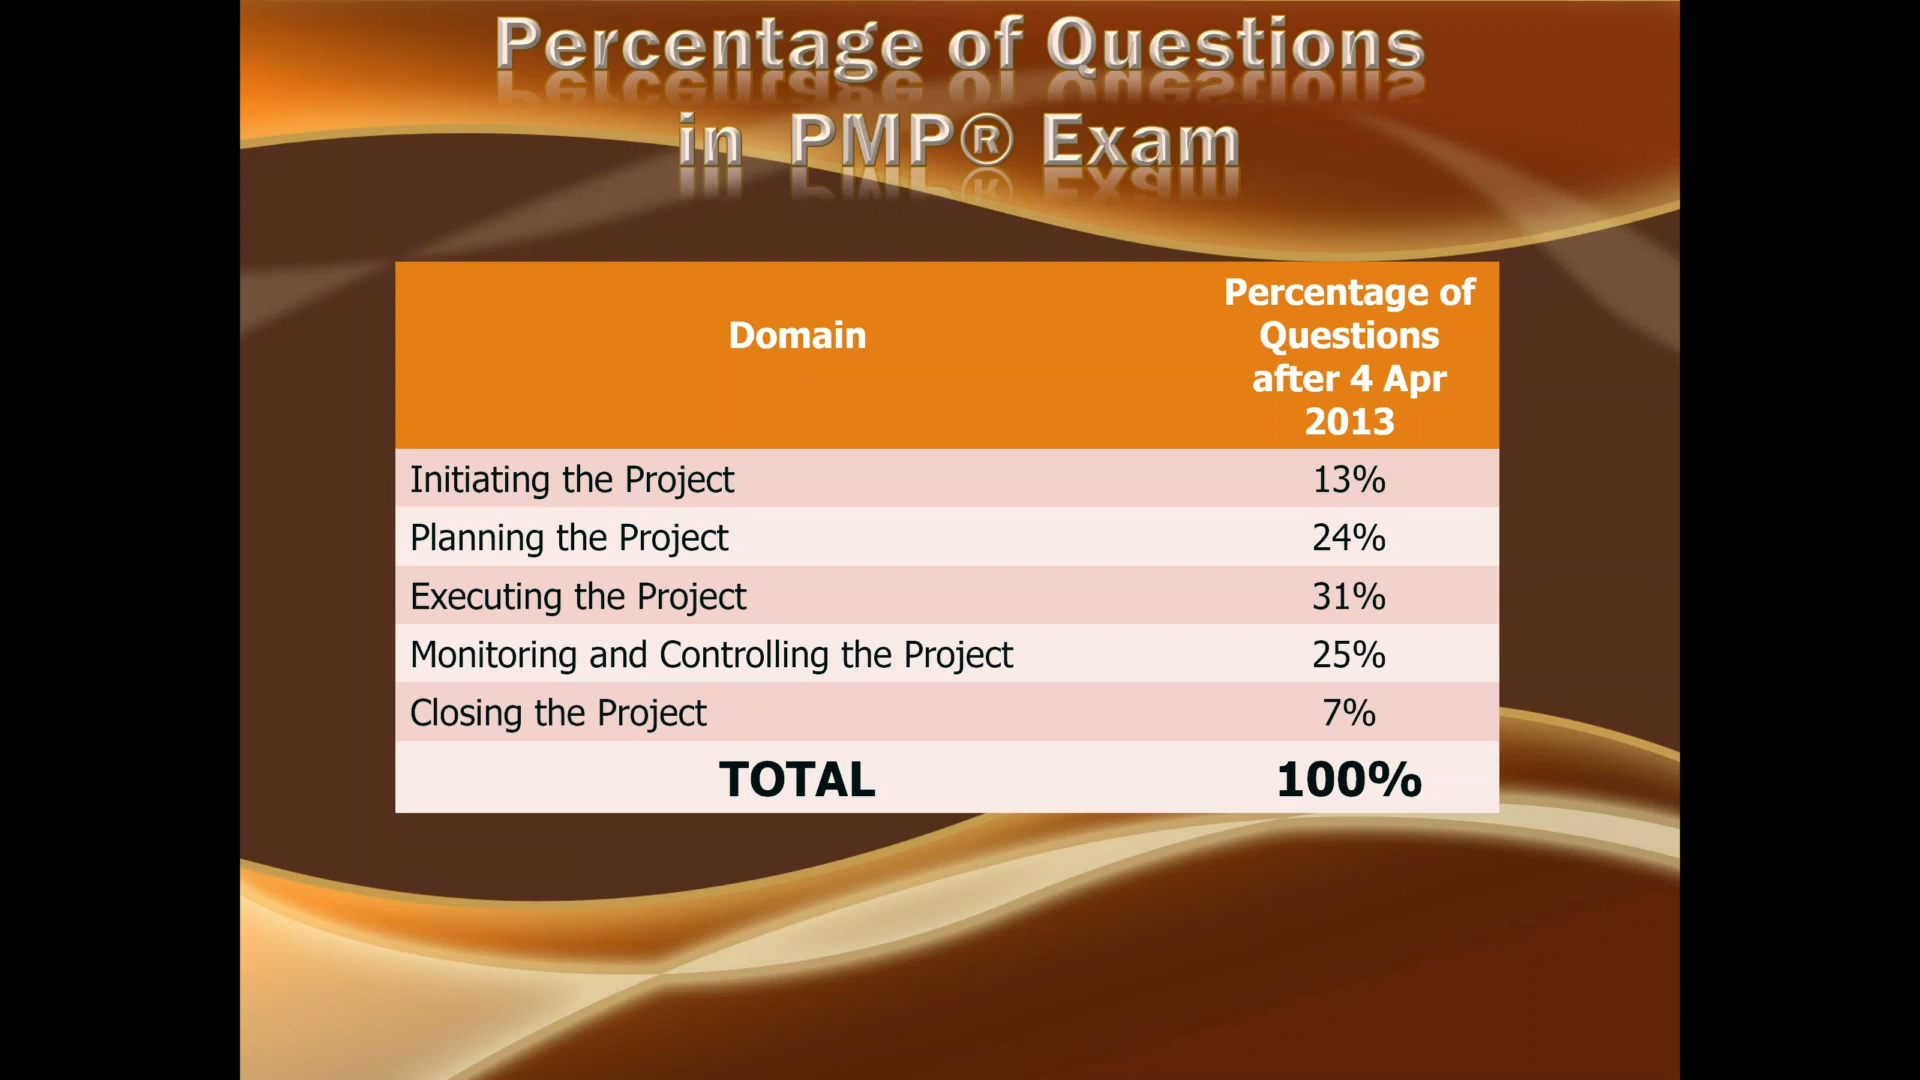 Percentage of Questions
in PMP® Exam
Domain
Percentage of
Questions
after 4 Apr
2013
Initiating the Project 13%
Planning the Project 24%
Executing the Project 31%
Monitoring and Controlling the Project 25%
Closing the Project 7%
TOTAL 100%